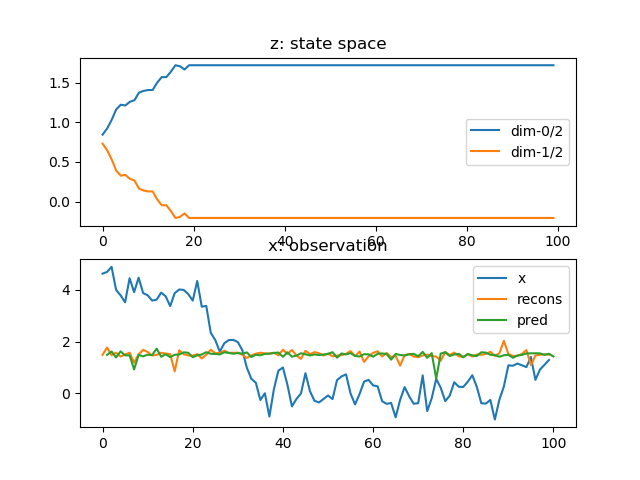 z: state space
1.5
1.0
0.5
0.0
dim-0/2
dim-1/2
0 20 40 60 80 100
x: observation
4
2
0
x
recons
pred
0 20 40 60 80 100